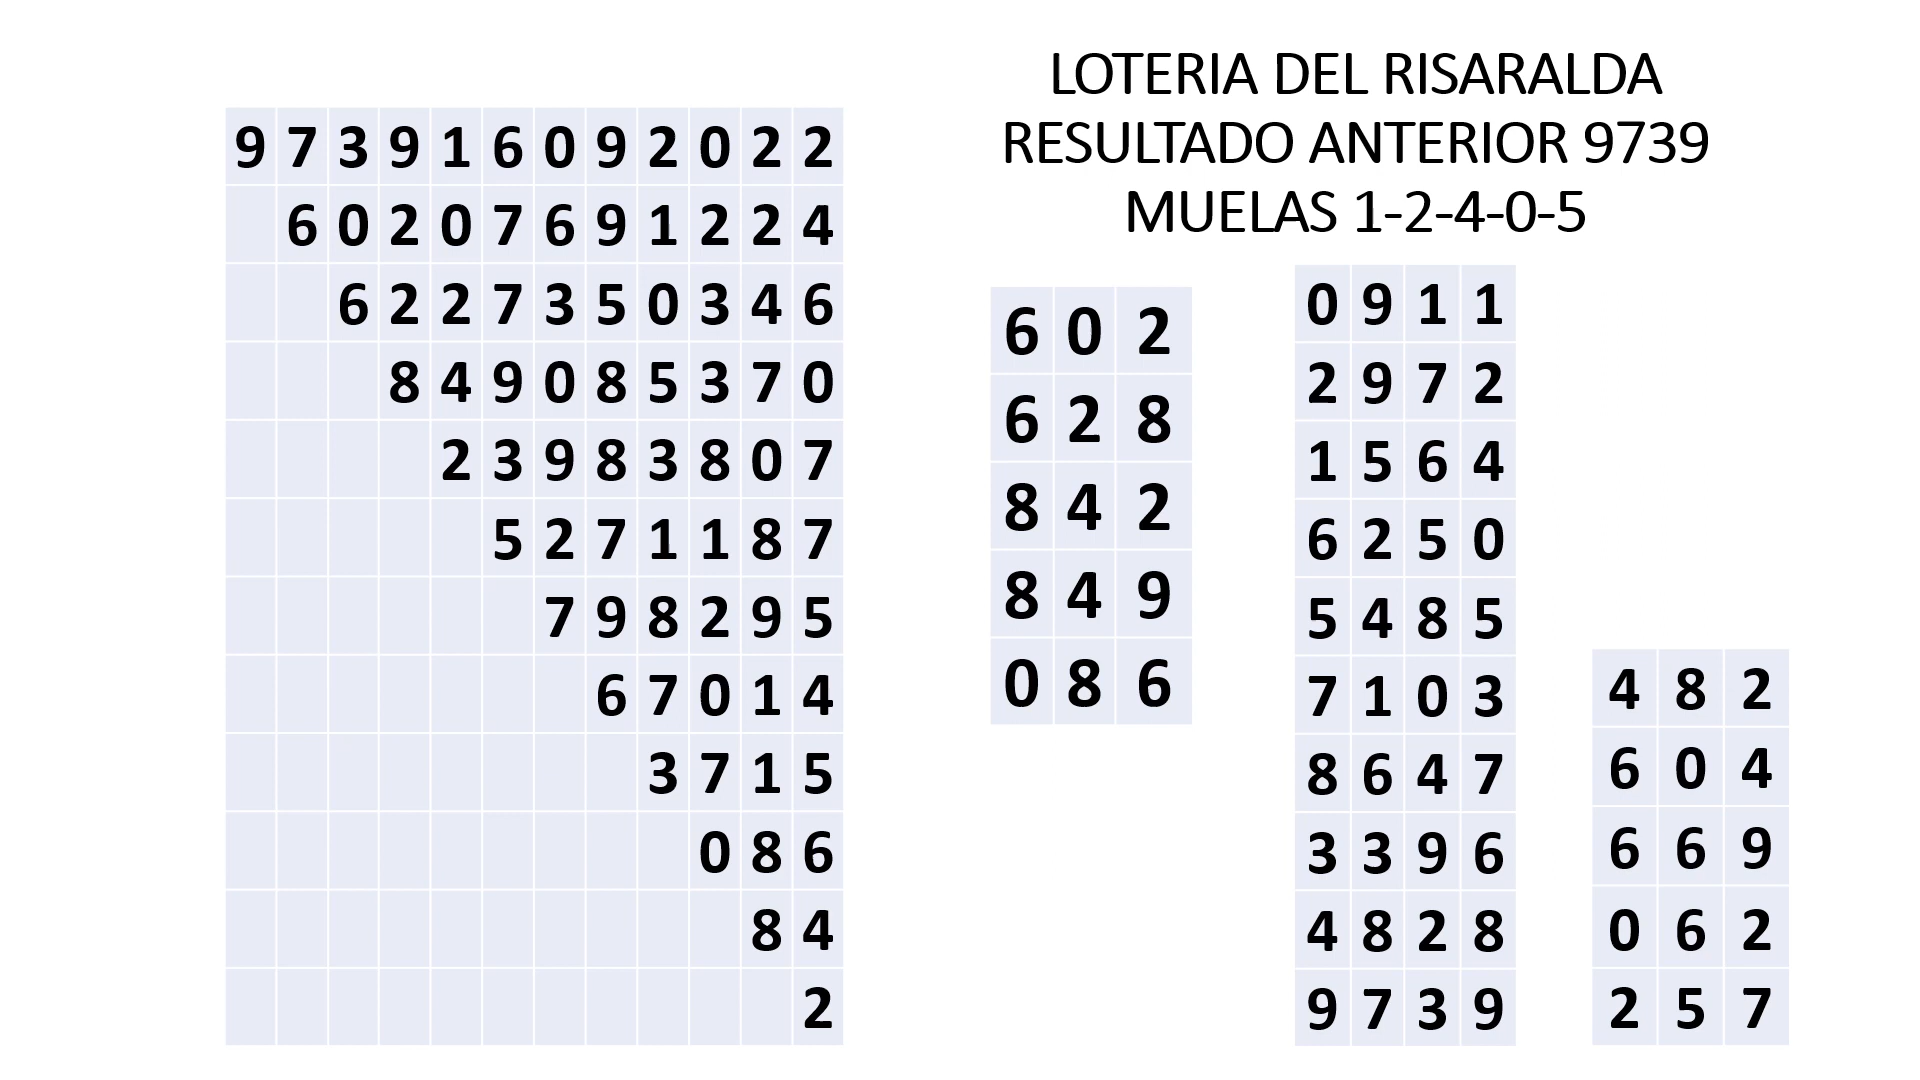 LOTERIA DEL RISARALDA
RESULTADO ANTERIOR 9739
MUELAS 1-2-4-0-5
9 7 3 9 1 6 0 9 2 0 2 2
6 0 2 0 7 6 9 1 2 2 4
6 2 2 7 3 5 0 3 4 6
8 4 9 0 8 5 3 7 0
2 3 9 8 3 8 0 7
5 2 7 1 1 8 7
7 9 8 2 9 5
6 7 0 1 4
3 7 1 5
0 8 6
8 4
2
6 0 2
6 2 8
8 4 2
8 4 9
0 8 6
0 9 1 1
2 9 7 2
1 5 6 4
6 2 5 0
5 4 8 5
7 1 0 3
8 6 4 7
3 3 9 6
4 8 2 8
9 7 3 9
4 8 2
6 0 4
6 6 9
0 6 2
2 5 7